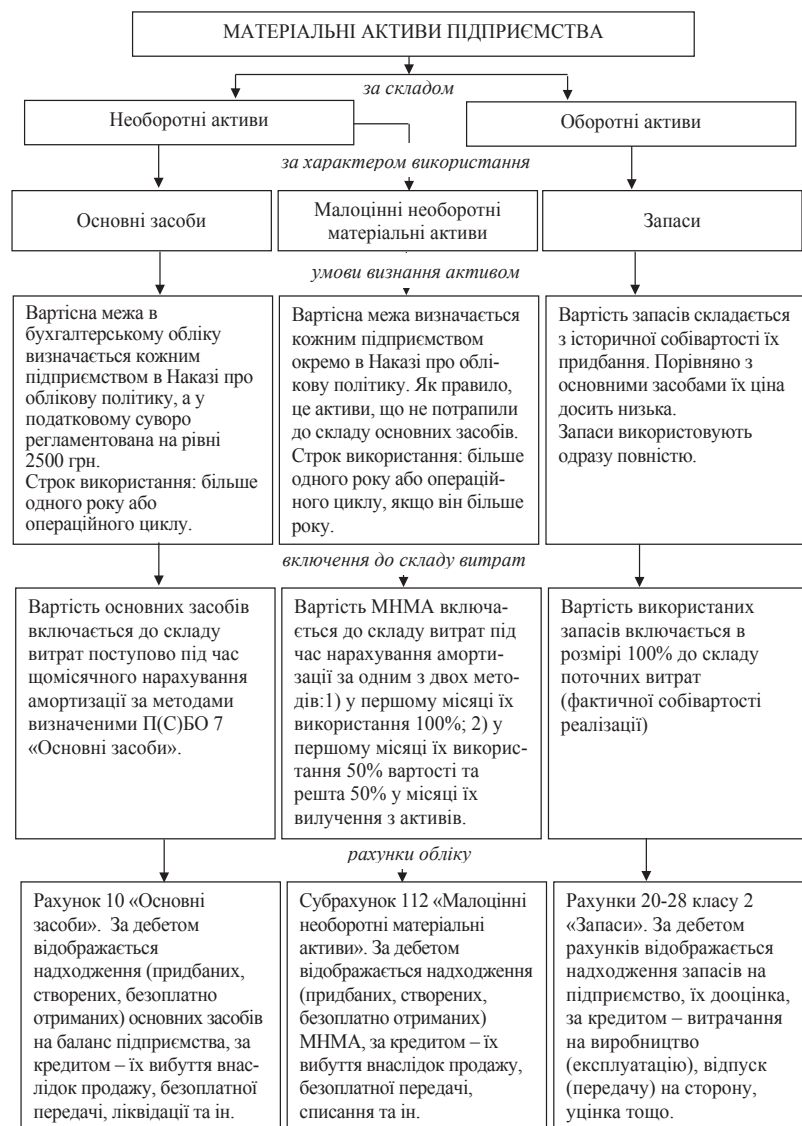 МАТЕРІАЛЬНІ АКТИВИ ПІДПРИЄМСТВА
за складом
Необоротні активи
Оборотні активи
за характером використання
Основні засоби
Малоцінні необоротні
матеріальні активи
Запаси
умови визнання активом
Вартісна межа в
бухгалтерському обліку
визначається кожним
підприємством в Наказі про
облікову політику, а у
податковому суворо
регламентована на рівні
2500 грн.
Строк використання: більше
одного року або
операційного циклу.
Вартісна межа визначається
кожним підприємством
окремо в Наказі про облі-
кову політику. Як правило,
це активи, що не потрапили
до складу основних засобів.
Строк використання: більше
одного року або операцій-
ного циклу, якщо він більше
року.
Вартість запасів складається
з історичної собівартості їх
придбання. Порівняно з
основними засобами їх ціна
досить низька.
Запаси використовують
одразу повністю.
включення до складу витрат
Вартість основних засобів
включається до складу
витрат поступово під час
щомісячного нарахування
амортизації за методами
визначеними П(С)БО 7
«Основні засоби».
Вартість МНМА включа-
ється до складу витрат під
час нарахування аморти-
зації за одним з двох мето-
дів:1) у першому місяці їх
використання 100%; 2) у
першому місяці їх викорис-
тання 50% вартості та
решта 50% у місяці їх
вилучення з активів.
Вартість використаних
запасів включається в
розмірі 100% до складу
поточних витрат
(фактичної собівартості
реалізації)
рахунки обліку
Рахунок 10 «Основні
засоби». За дебетом
відображається
надходження (придбаних,
створених, безоплатно
отриманих) основних засобів
на баланс підприємства, за
кредитом – їх вибуття внас-
лідок продажу, безоплатної
передачі, ліквідації та ін.
Субрахунок 112 «Малоцінні
необоротні матеріальні
активи». За дебетом
відображається надходження
(придбаних, створених,
безоплатно отриманих)
МНМА, за кредитом – їх
вибуття внаслідок продажу,
безоплатної передачі,
списання та ін.
Рахунки 20-28 класу 2
«Запаси». За дебетом
рахунків відображається
надходження запасів на
підприємство, їх дооцінка,
за кредитом – витрачання
на виробництво
(експлуатацію), відпуск
(передачу) на сторону,
уцінка тощо.